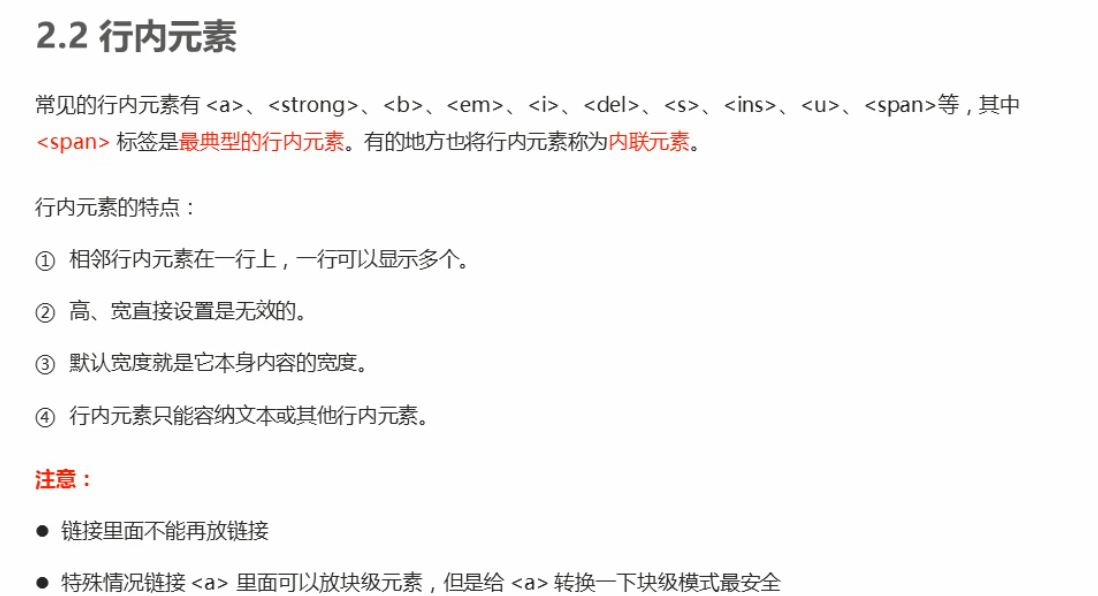 2.2 行内元素
常见的行内元素有 <a>、<strong>、<b>、<em>、<i>、<del>、<s>、<ins>、<u>、<span>等，其中
<span> 标签是最典型的行内元素。有的地方也将行内元素称为内联元素。
行内元素的特点：
① 相邻行内元素在一行上，一行可以显示多个。
② 高、宽直接设置是无效的。
③ 默认宽度就是它本身内容的宽度。
④ 行内元素只能容纳文本或其他行内元素。
注意：
● 链接里面不能再放链接
● 特殊情况链接 <a> 里面可以放块级元素，但是给 <a> 转换一下块级模式最安全